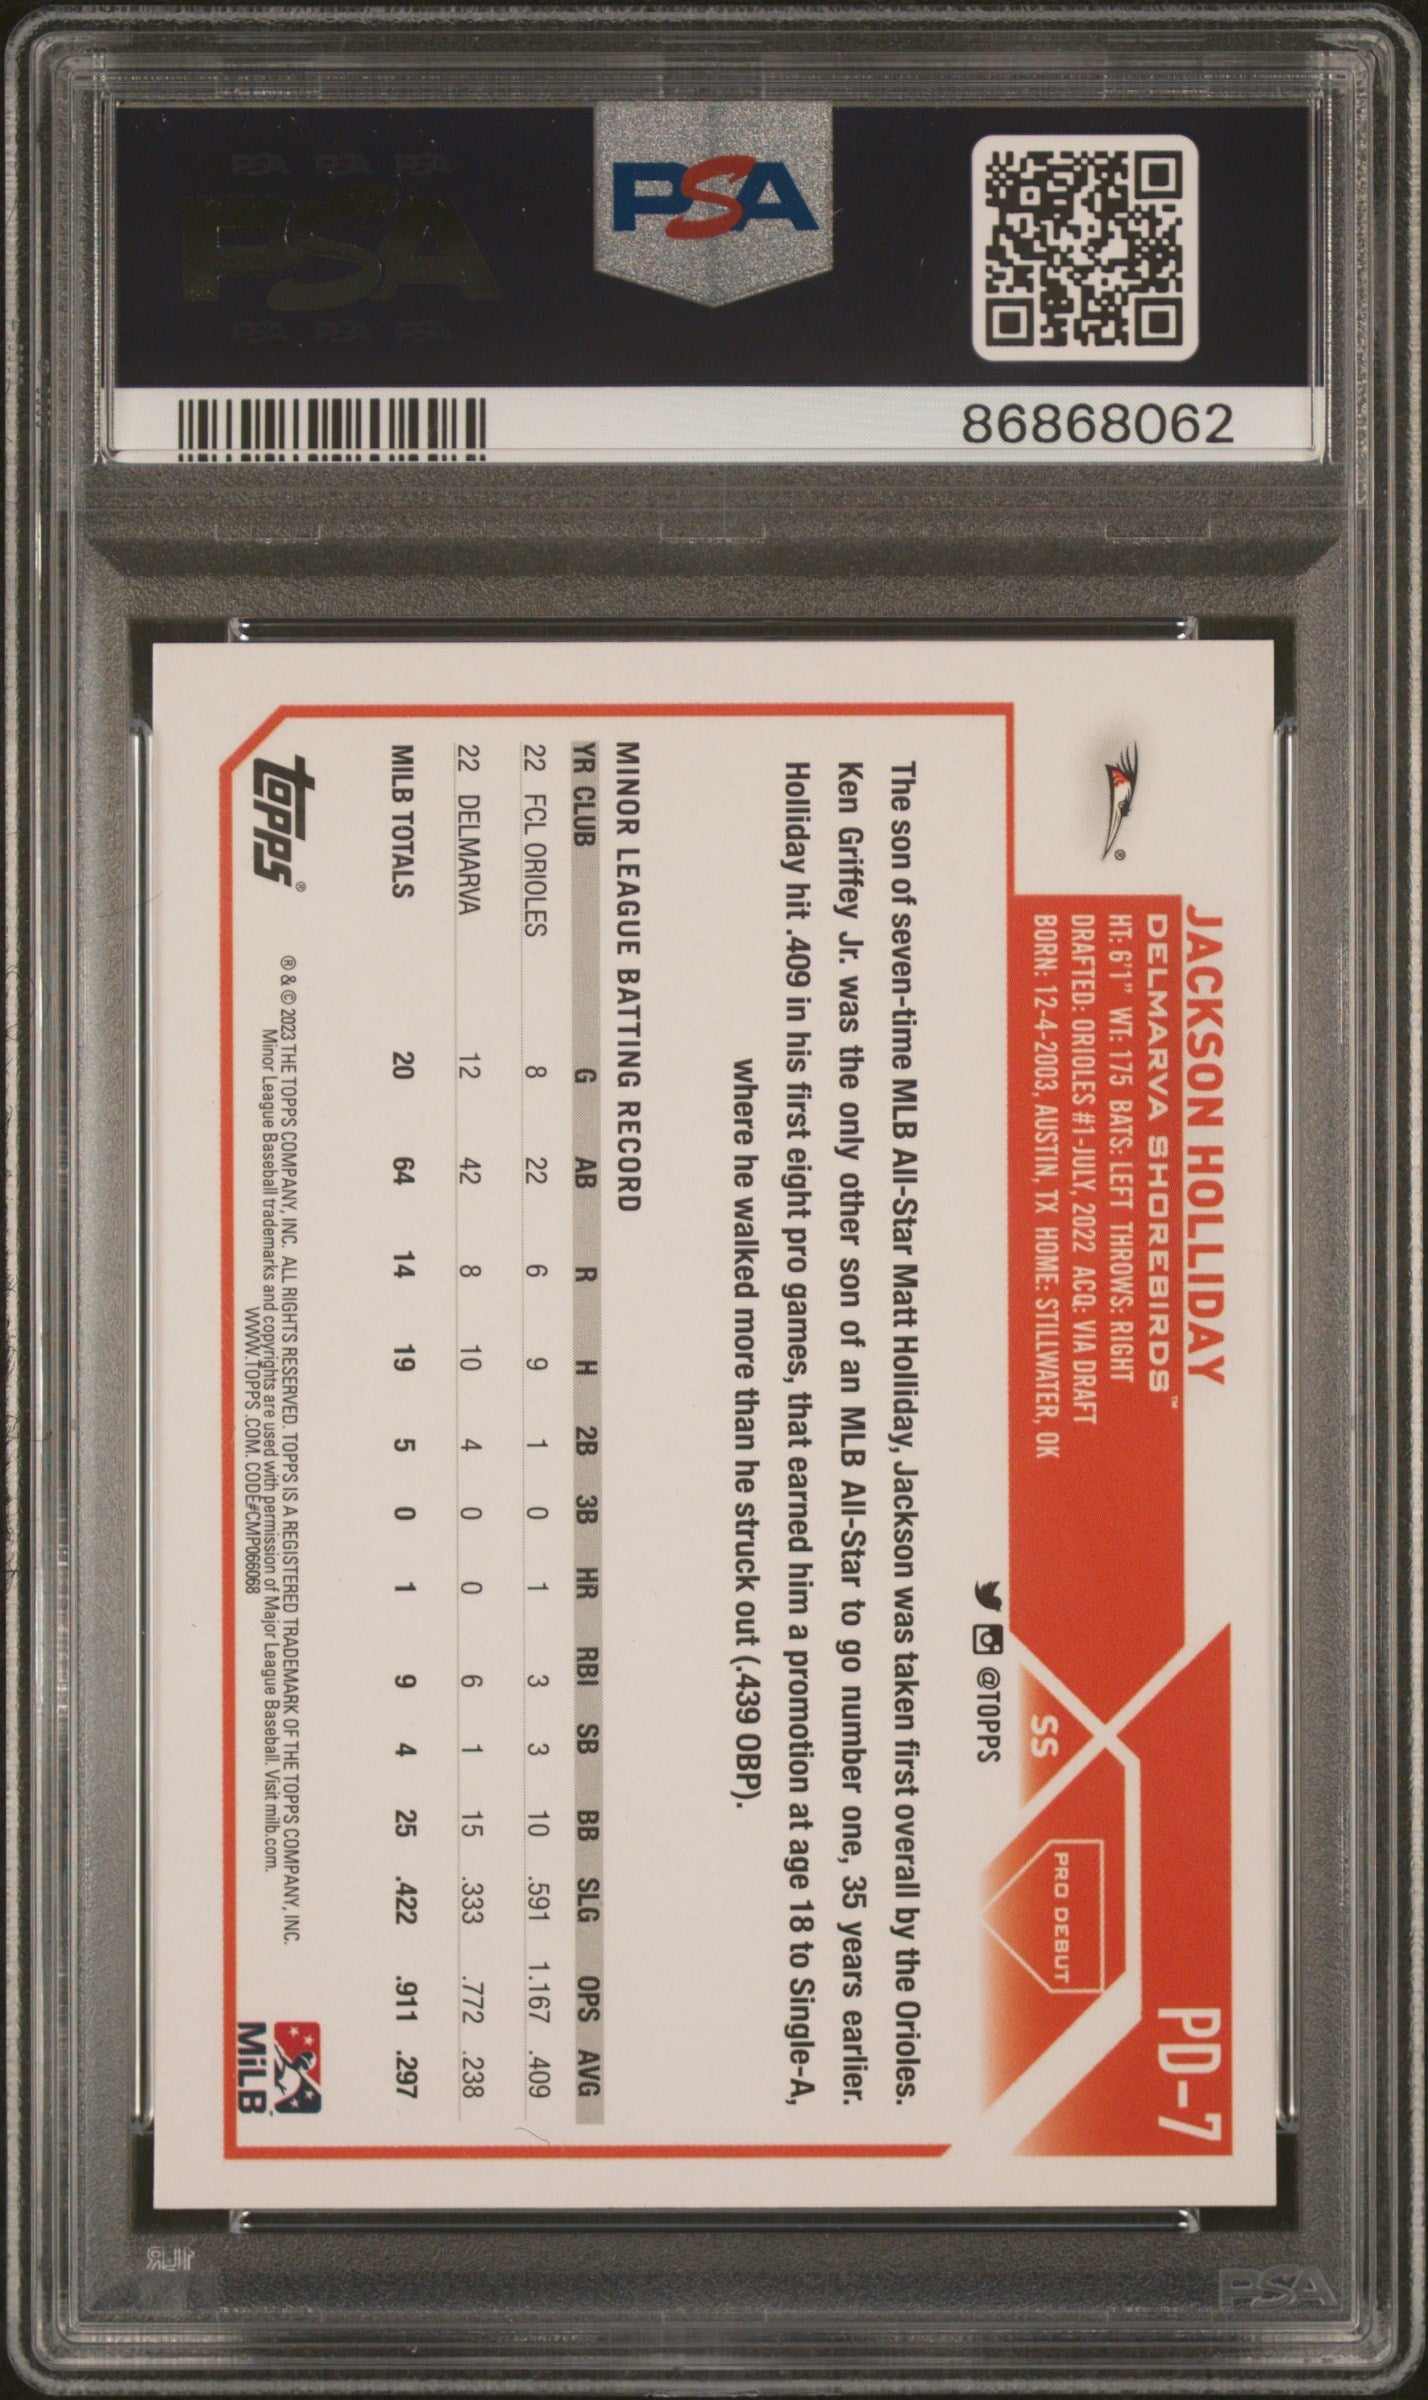 PSA PSA PSA
PSA
PSA PSA PSA
PSA
86868062
PD-7
JACKSON HOLLIDAY
DELMARVA SHOREBIRDS™
HT: 6'1" WT: 175 BATS: LEFT THROWS: RIGHT
DRAFTED: ORIOLES #1-JULY, 2022 ACQ: VIA DRAFT
BORN: 12-4-2003, AUSTIN, TX HOME: STILLWATER, OK
SS
PRO DEBUT
@TOPPS
®
The son of seven-time MLB All-Star Matt Holliday, Jackson was taken first overall by the Orioles.
Ken Griffey Jr. was the only other son of an MLB All-Star to go number one, 35 years earlier.
Holliday hit .409 in his first eight pro games, that earned him a promotion at age 18 to Single-A,
where he walked more than he struck out (.439 OBP).
MINOR LEAGUE BATTING RECORD
YR CLUB G AB R H 2B 3B HR RBI SB BB SLG OPS AVG
22 FCL ORIOLES 8 22 6 9 1 0 1 3 3 10 .591 1.167 .409
22 DELMARVA 12 42 8 10 4 0 0 6 1 15 .333 .772 .238
MILB TOTALS 20 64 14 19 5 0 1 9 4 25 .422 .911 .297
topps®
® & © 2023 THE TOPPS COMPANY, INC. ALL RIGHTS RESERVED. TOPPS IS A REGISTERED TRADEMARK OF THE TOPPS COMPANY, INC.
Minor League Baseball trademarks and copyrights are used with permission of Major League Baseball. Visit milb.com.
WWW.TOPPS.COM. CODE#CMP066068
MiLB
PSA